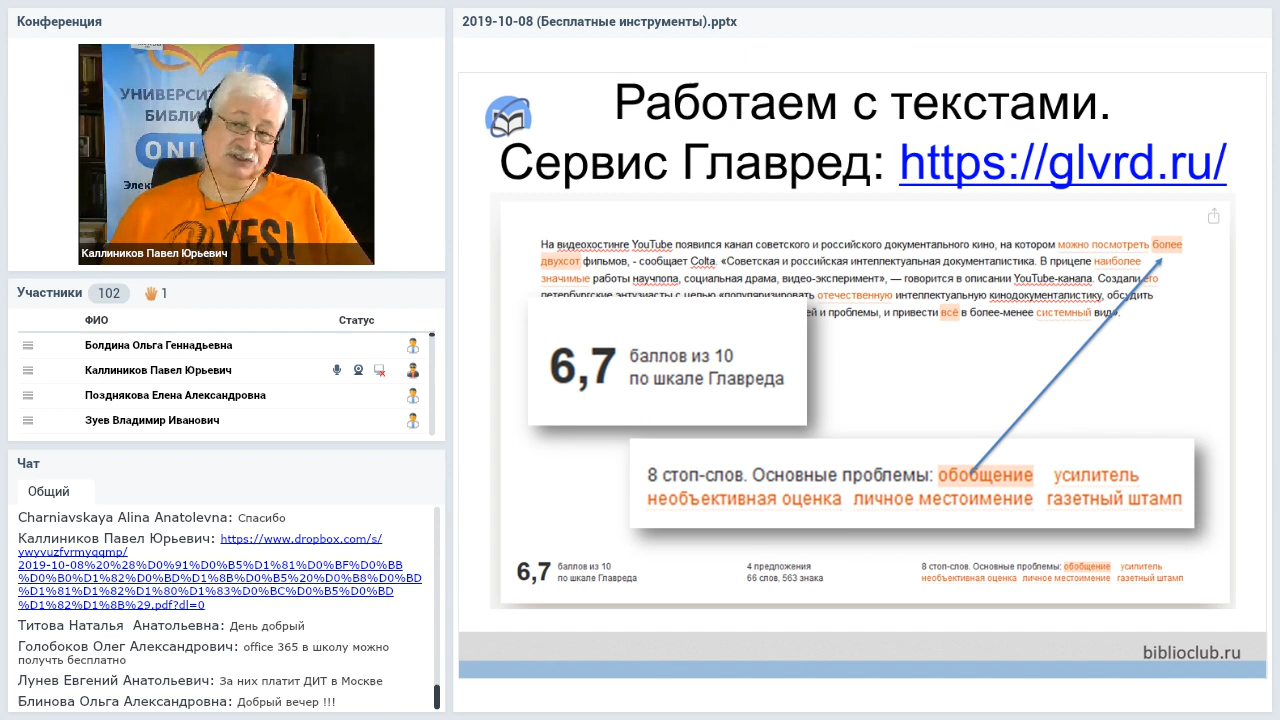 Конференция
УНИВЕРСИТ
БИБЛИ
ONL
Элек
YES!
Каллиников Павел Юрьевич
Участники 102 1
ФИО Статус
Болдина Ольга Геннадьевна
Каллиников Павел Юрьевич
Позднякова Елена Александровна
Зуев Владимир Иванович
Чат
Общий
Charniavskaya Alina Anatolevna: Спасибо
Каллиников Павел Юрьевич: https://www.dropbox.com/s/
ywyvuzfvrmyqqmp/
2019-10-08%20%28%D0%91%D0%B5%D1%81%D0%BF%D0%BB
%D0%B0%D1%82%D0%BD%D1%8B%D0%B5%20%D0%B8%D0%BD
%D1%81%D1%82%D1%80%D1%83%D0%BC%D0%B5%D0%BD
%D1%82%D1%8B%29.pdf?dl=0
Титова Наталья Анатольевна: День добрый
Голобоков Олег Александрович: office 365 в школу можно
получть бесплатно
Лунев Евгений Анатольевич: За них платит ДИТ в Москве
Блинова Ольга Александровна: Добрый вечер !!!
2019-10-08 (Бесплатные инструменты).pptx
Работаем с текстами.
Сервис Главред: https://glvrd.ru/
На видеохостинге YouTube появился канал советского и российского документального кино, на котором можно посмотреть более
двухсот фильмов, - сообщает Colta. «Советская и российская интеллектуальная документалистика. В прицеле наиболее
значимые работы научпопа, социальная драма, видео-эксперимент», — говорится в описании YouTube-канала. Создали его
петербургские энтузиасты с целью «популяризировать отечественную интеллектуальную кинодокументалистику, обсудить
ей и проблемы, и привести всё в более-менее системный вид».
6,7 баллов из 10
по шкале Главреда
8 стоп-слов. Основные проблемы: обобщение усилитель
необъективная оценка личное местоимение газетный штамп
6,7 баллов из 10
по шкале Главреда
4 предложения
66 слов, 563 знака
8 стоп-слов. Основные проблемы: обобщение усилитель
необъективная оценка личное местоимение газетный штамп
biblioclub.ru